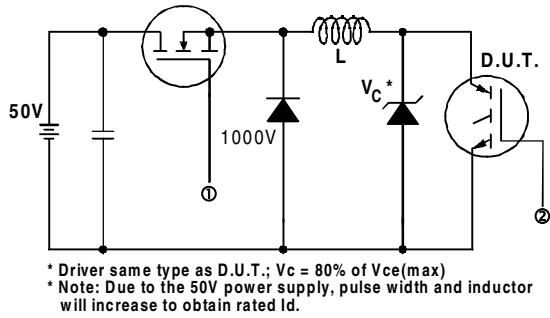 L
D.U.T.
V_C *
50V
1000V
①
②
* Driver same type as D.U.T.; Vc = 80% of Vce(max)
* Note: Due to the 50V power supply, pulse width and inductor
will increase to obtain rated Id.